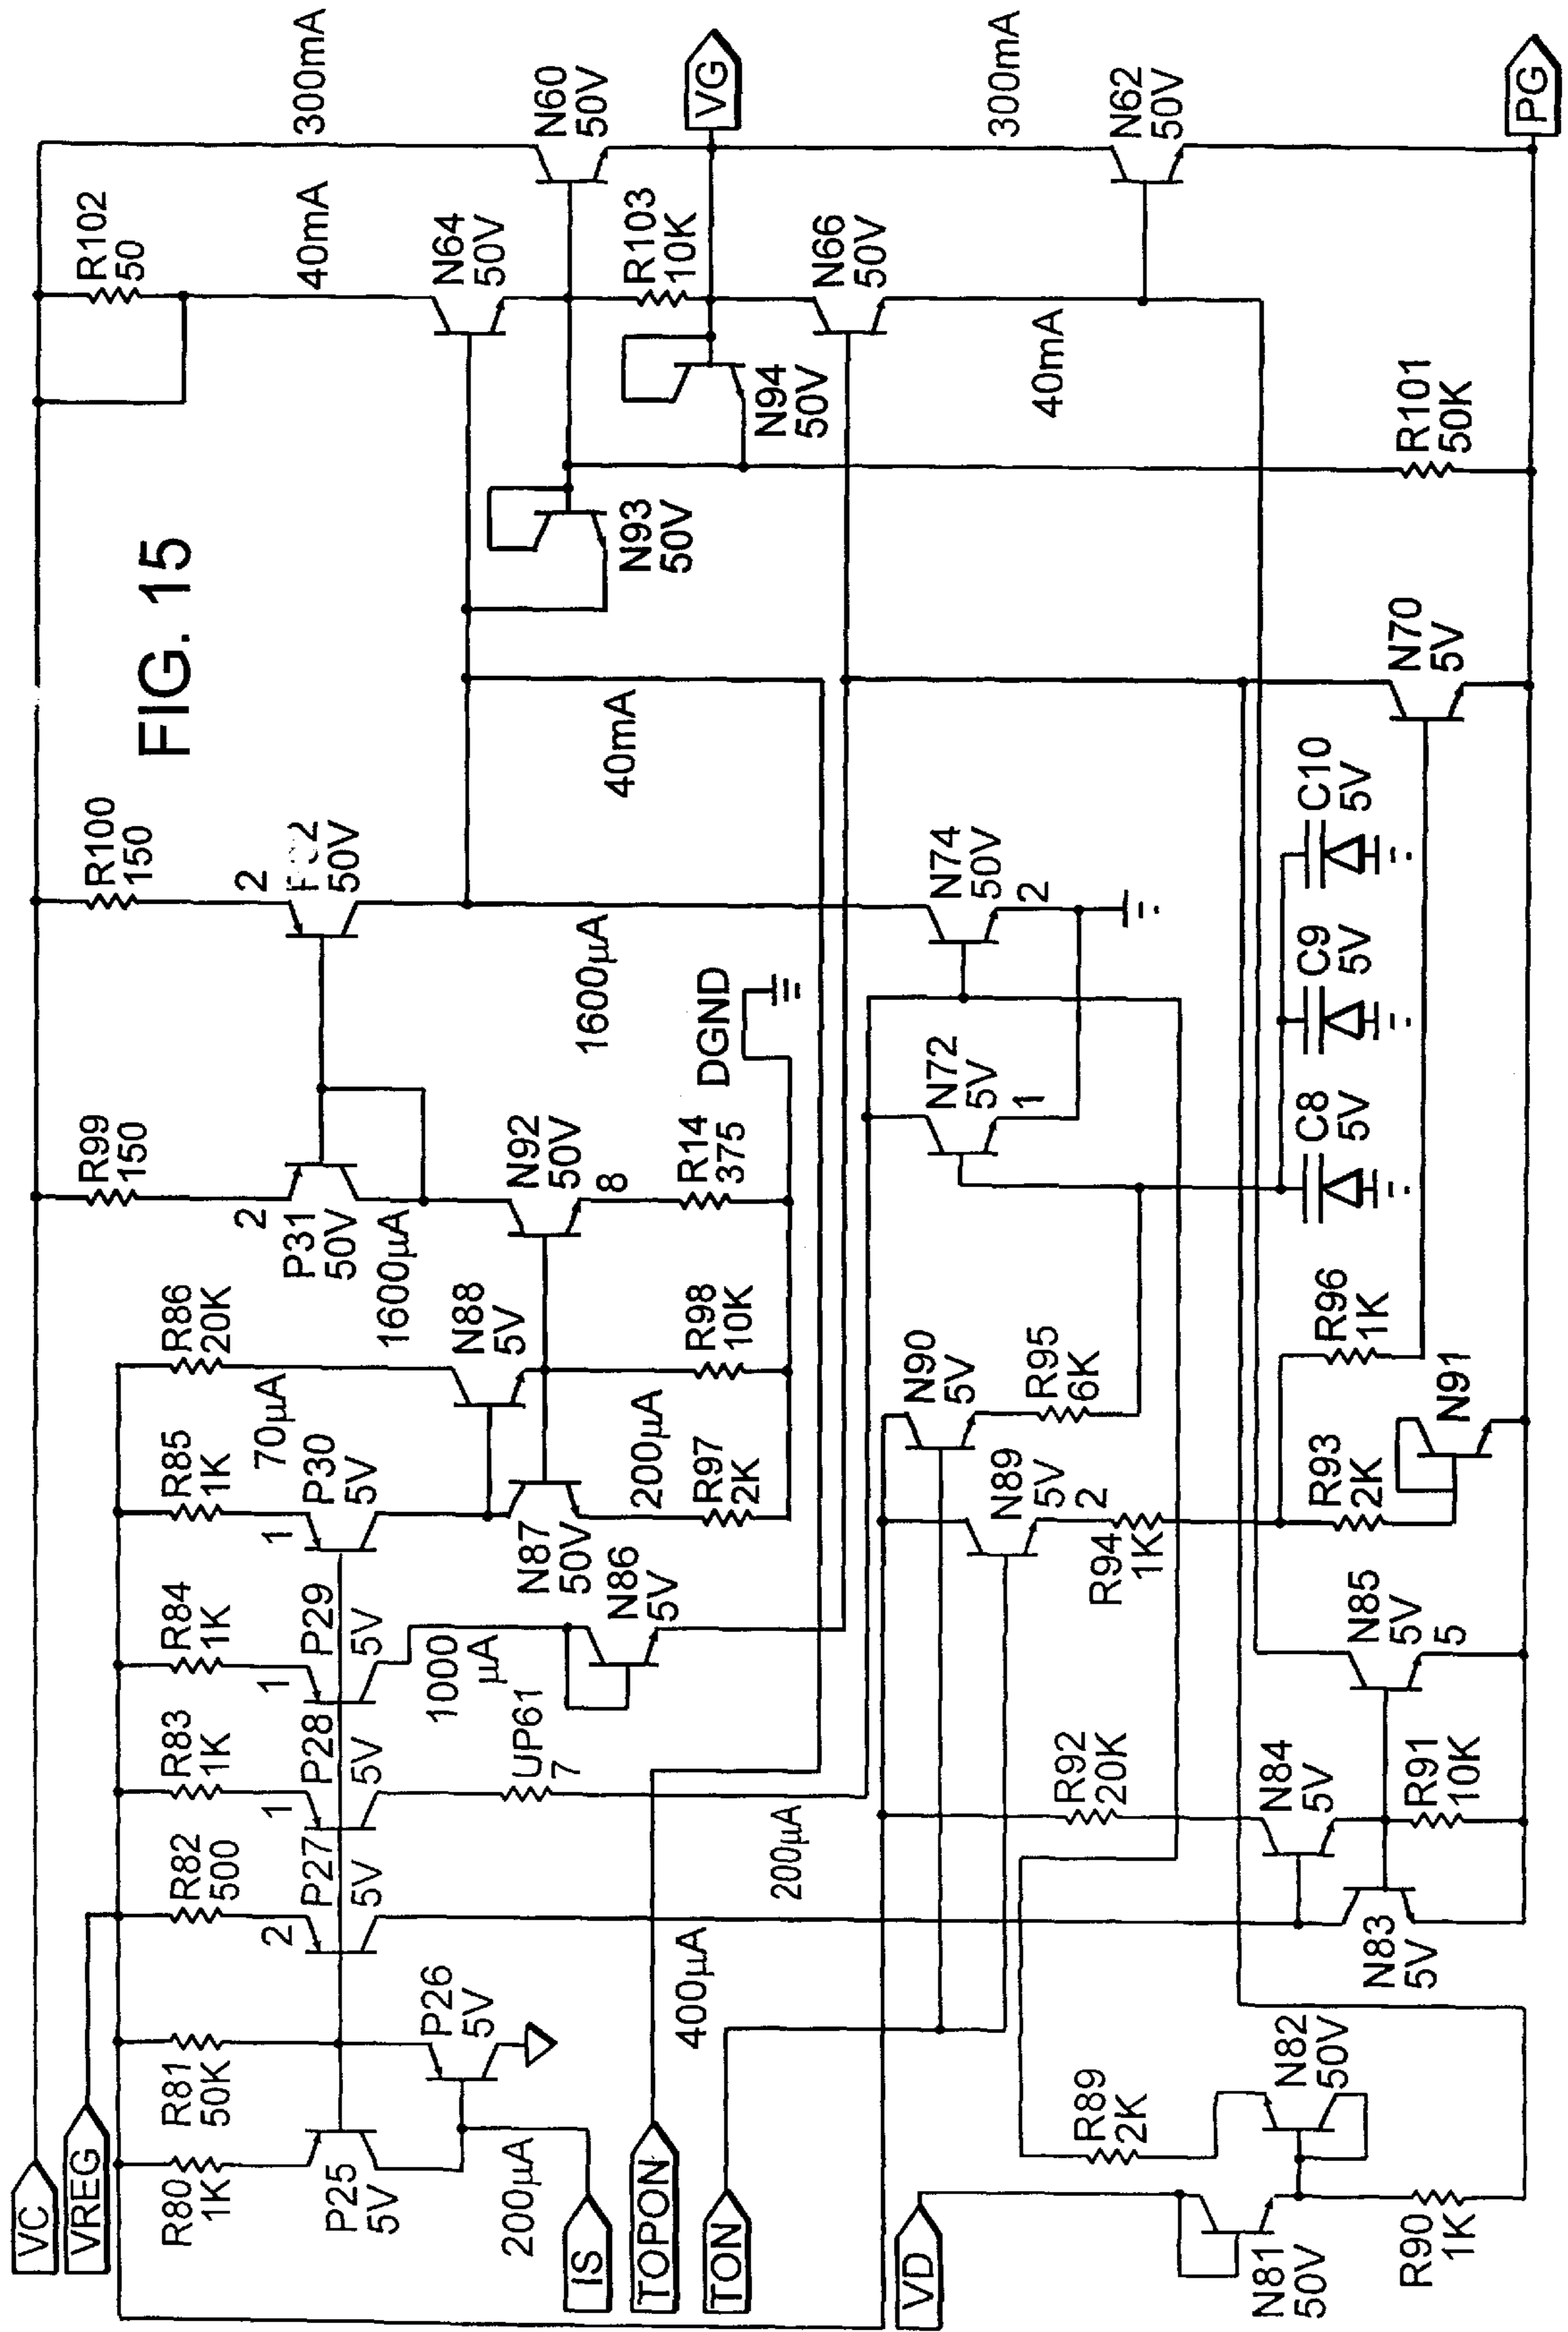 FIG. 15
VC
VREG
IS
TOPON
TON
VD
VG
PG
R80
1K
R81
50K
R82
500
R83
1K
R84
1K
R85
1K
R86
20K
R99
150
R100
150
R102
50
2
1
1
1
2
2
P25
5V
P26
5V
P27
5V
P28
5V
P29
5V
P30
5V
P31
50V
50V
200µA
400µA
200µA
1000
µA
70µA
200µA
1600µA
1600µA
40mA
40mA
300mA
UP61
7
N86
5V
N87
50V
N88
5V
N92
50V
8
R97
2K
R98
10K
R14
375
DGND
N64
50V
N60
50V
N93
50V
N94
50V
R103
10K
N66
50V
40mA
300mA
N62
50V
N72
5V
1
N74
50V
2
N90
5V
R95
6K
N89
5V
2
R94
1K
R92
20K
N84
5V
R91
10K
N83
5V
N85
5V
5
R93
2K
N91
R96
1K
C8
5V
C9
5V
C10
5V
N70
5V
R101
50K
R89
2K
N82
50V
N81
50V
R90
1K